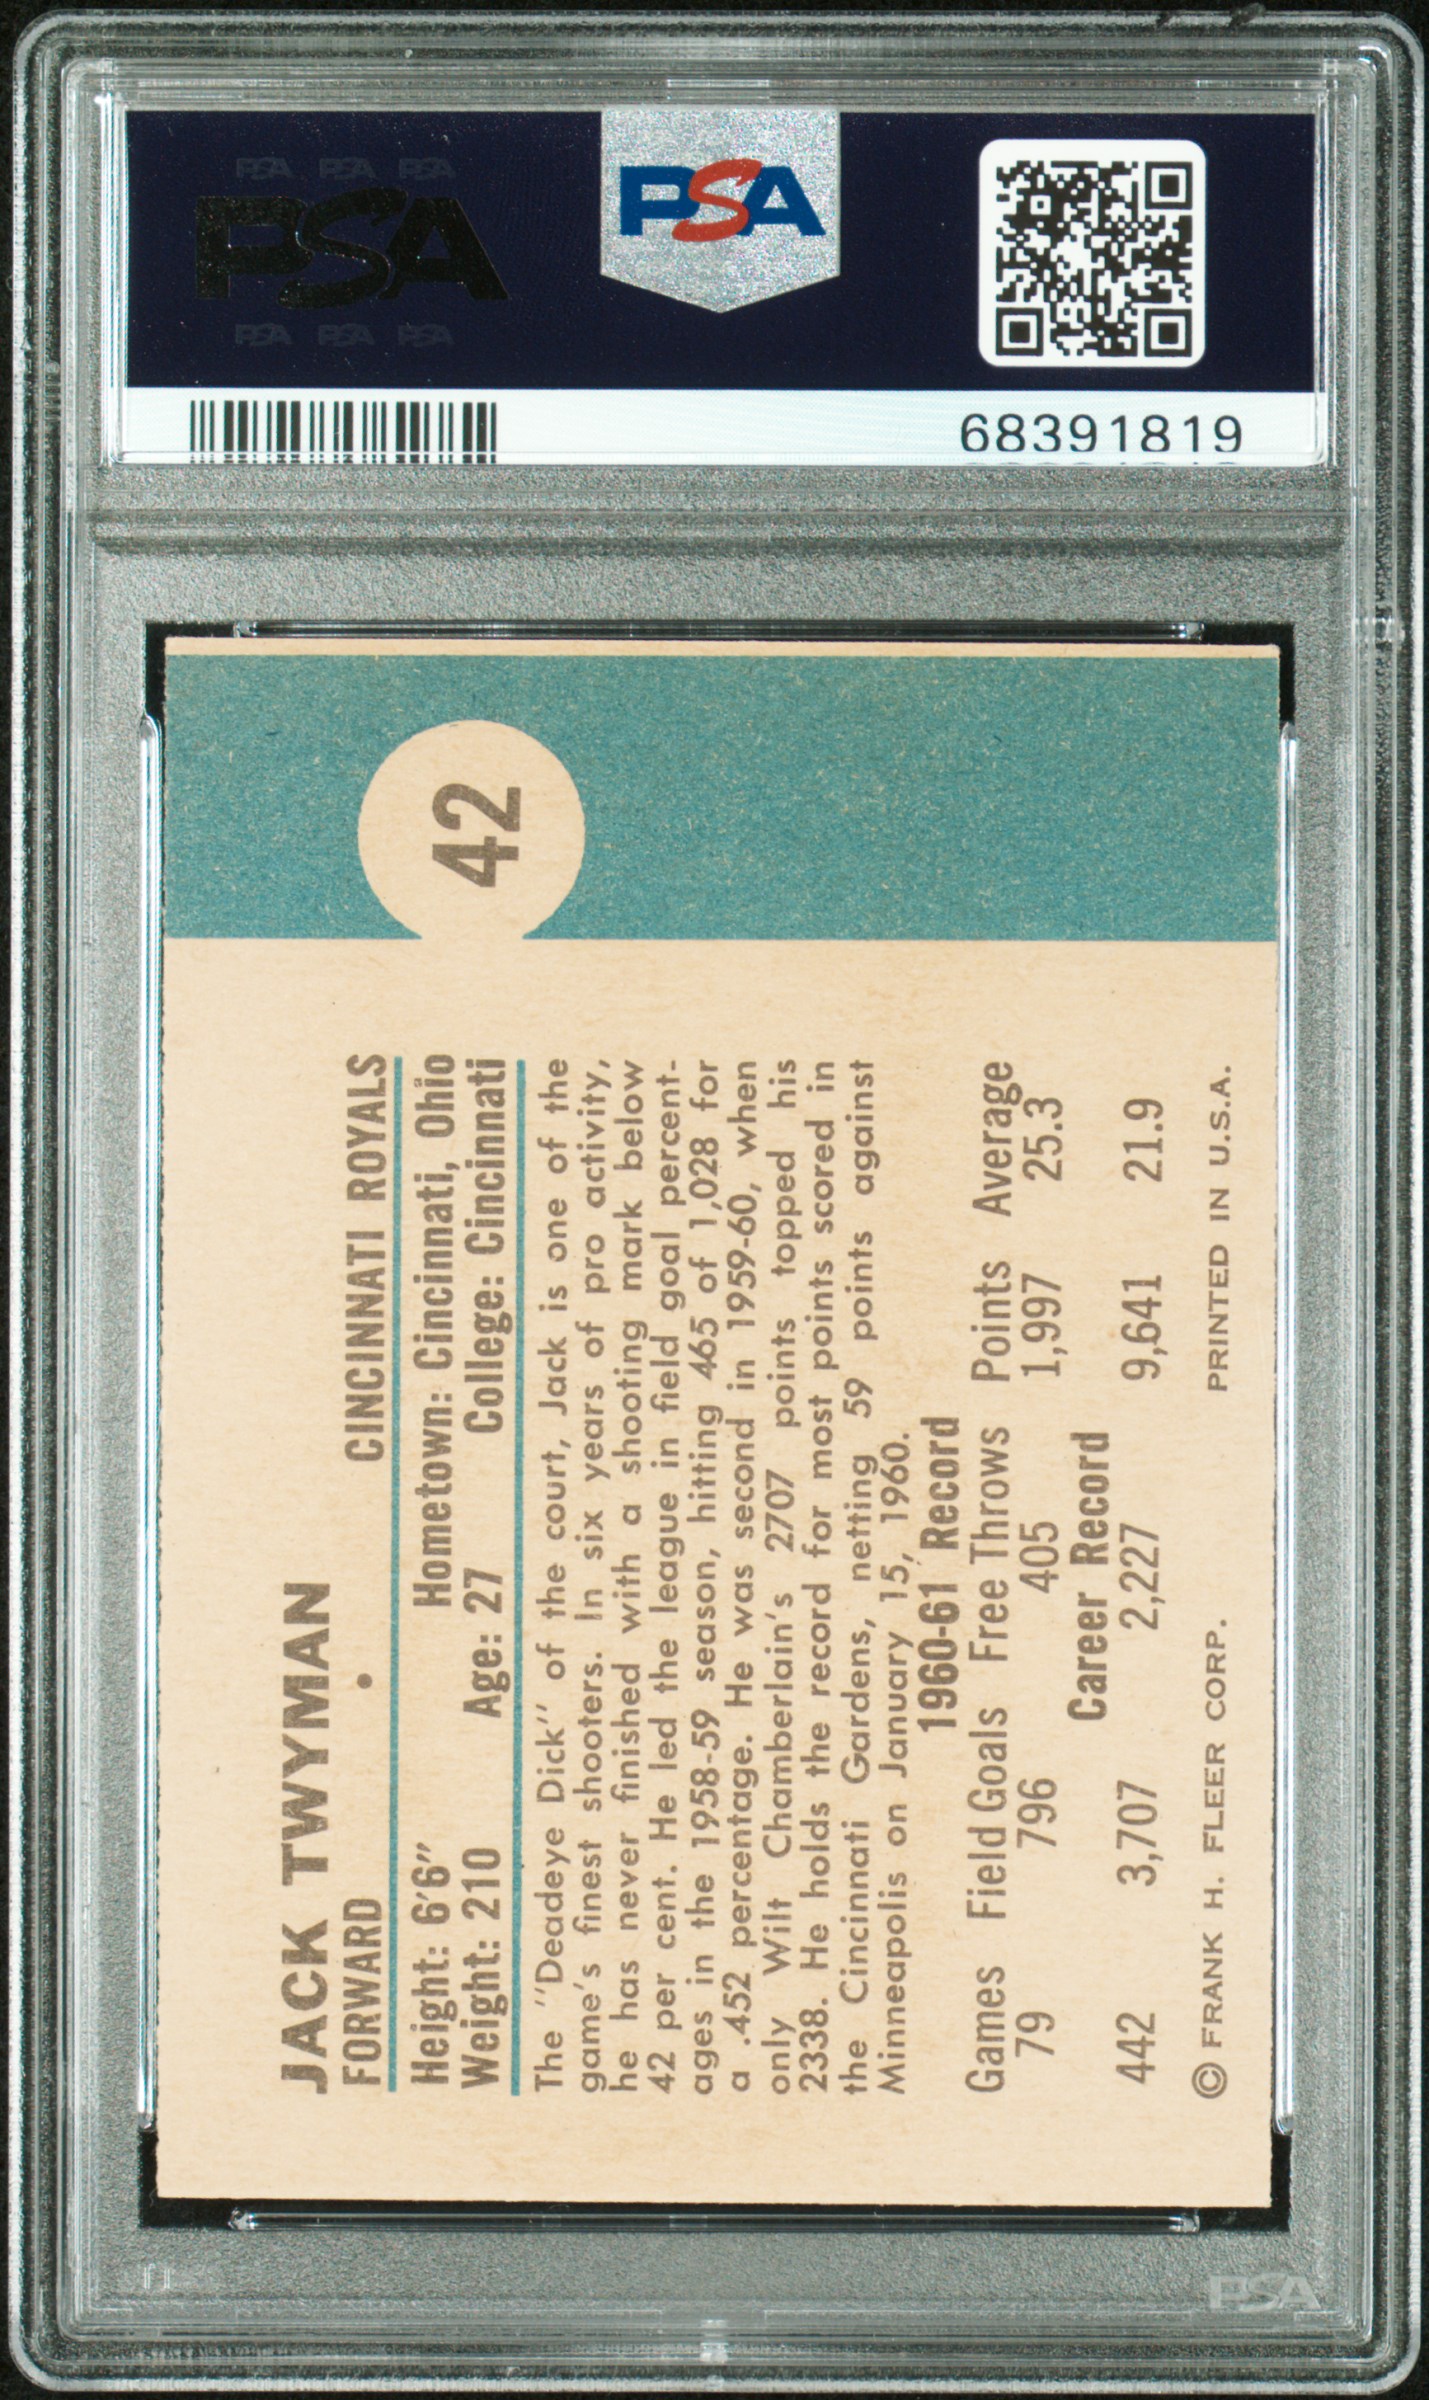 PSA PSA PSA
PSA
PSA PSA PSA
PSA
68391819
42
JACK TWYMAN
FORWARD • CINCINNATI ROYALS
Height: 6'6" Hometown: Cincinnati, Ohio
Weight: 210 Age: 27 College: Cincinnati
The "Deadeye Dick" of the court, Jack is one of the
game's finest shooters. In six years of pro activity,
he has never finished with a shooting mark below
42 per cent. He led the league in field goal percent-
ages in the 1958-59 season, hitting 465 of 1,028 for
a .452 percentage. He was second in 1959-60, when
only Wilt Chamberlain's 2707 points topped his
2338. He holds the record for most points scored in
the Cincinnati Gardens, netting 59 points against
Minneapolis on January 15, 1960.
1960-61 Record
Games Field Goals Free Throws Points Average
79 796 405 1,997 25.3
Career Record
442 3,707 2,227 9,641 21.9
© FRANK H. FLEER CORP. PRINTED IN U.S.A.
PSA